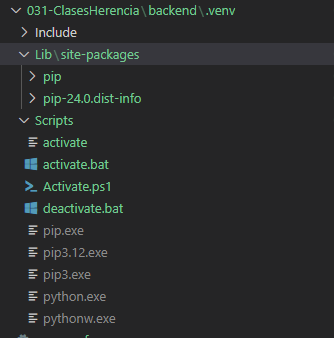 031-ClasesHerencia\backend\.venv
Include
Lib\site-packages
pip
pip-24.0.dist-info
Scripts
activate
activate.bat
Activate.ps1
deactivate.bat
pip.exe
pip3.12.exe
pip3.exe
python.exe
pythonw.exe